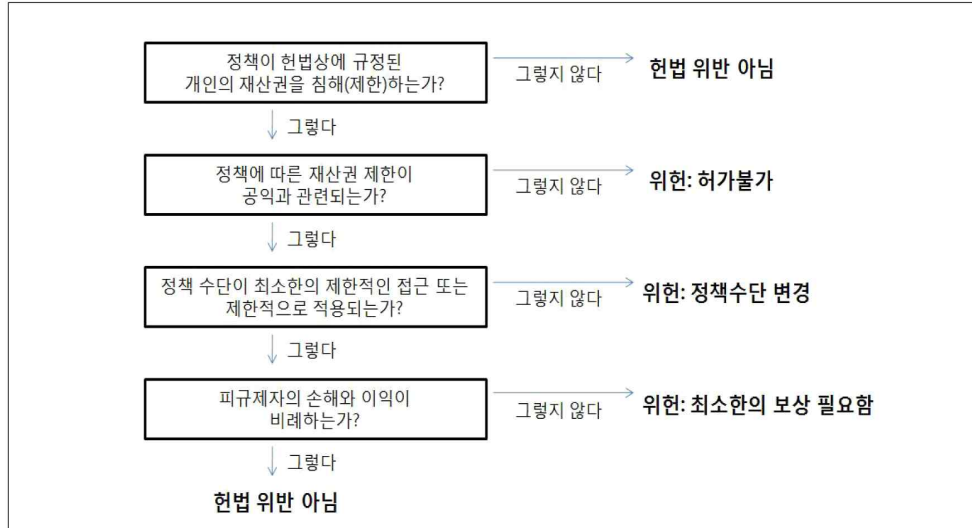 정책이 헌법상에 규정된
개인의 재산권을 침해(제한)하는가?
그렇지 않다
헌법 위반 아님
그렇다
정책에 따른 재산권 제한이
공익과 관련되는가?
그렇지 않다
위헌: 허가불가
그렇다
정책 수단이 최소한의 제한적인 접근 또는
제한적으로 적용되는가?
그렇지 않다
위헌: 정책수단 변경
그렇다
피규제자의 손해와 이익이
비례하는가?
그렇지 않다
위헌: 최소한의 보상 필요함
그렇다
헌법 위반 아님